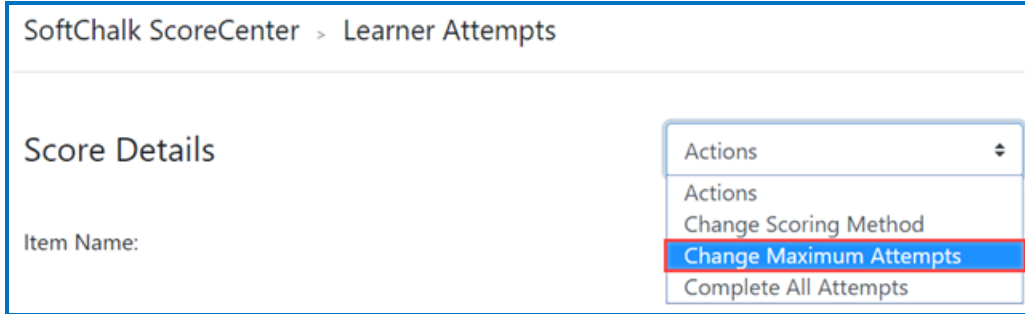 SoftChalk ScoreCenter > Learner Attempts
Score Details
Actions
Actions
Change Scoring Method
Item Name:
Change Maximum Attempts
Complete All Attempts